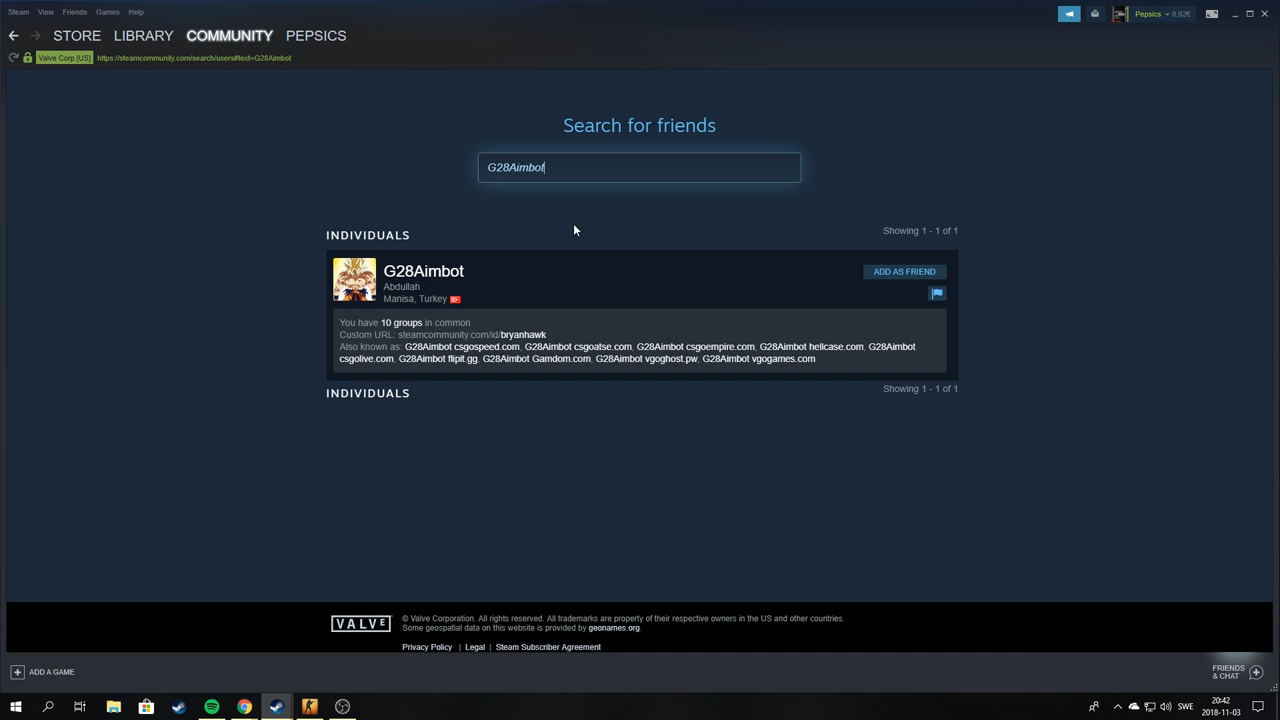 Steam View Friends Games Help
Pepsics 0,02€
STORE LIBRARY COMMUNITY PEPSICS
Valve Corp [US] https://steamcommunity.com/search/users#text=G28Aimbot
Search for friends
G28Aimbot
INDIVIDUALS
Showing 1 - 1 of 1
G28Aimbot
ADD AS FRIEND
Abdullah
Manisa, Turkey
You have 10 groups in common
Custom URL: steamcommunity.com/id/bryanhawk
Also known as: G28Aimbot csgospeed.com, G28Aimbot csgoatse.com, G28Aimbot csgoempire.com, G28Aimbot hellcase.com, G28Aimbot
csgolive.com, G28Aimbot flipit.gg, G28Aimbot Gamdom.com, G28Aimbot vgoghost.pw, G28Aimbot vgogames.com
INDIVIDUALS
Showing 1 - 1 of 1
VALVE
© Valve Corporation. All rights reserved. All trademarks are property of their respective owners in the US and other countries.
Some geospatial data on this website is provided by geonames.org.
Privacy Policy | Legal | Steam Subscriber Agreement
ADD A GAME
FRIENDS
& CHAT
SWE
20:42
2018-11-03